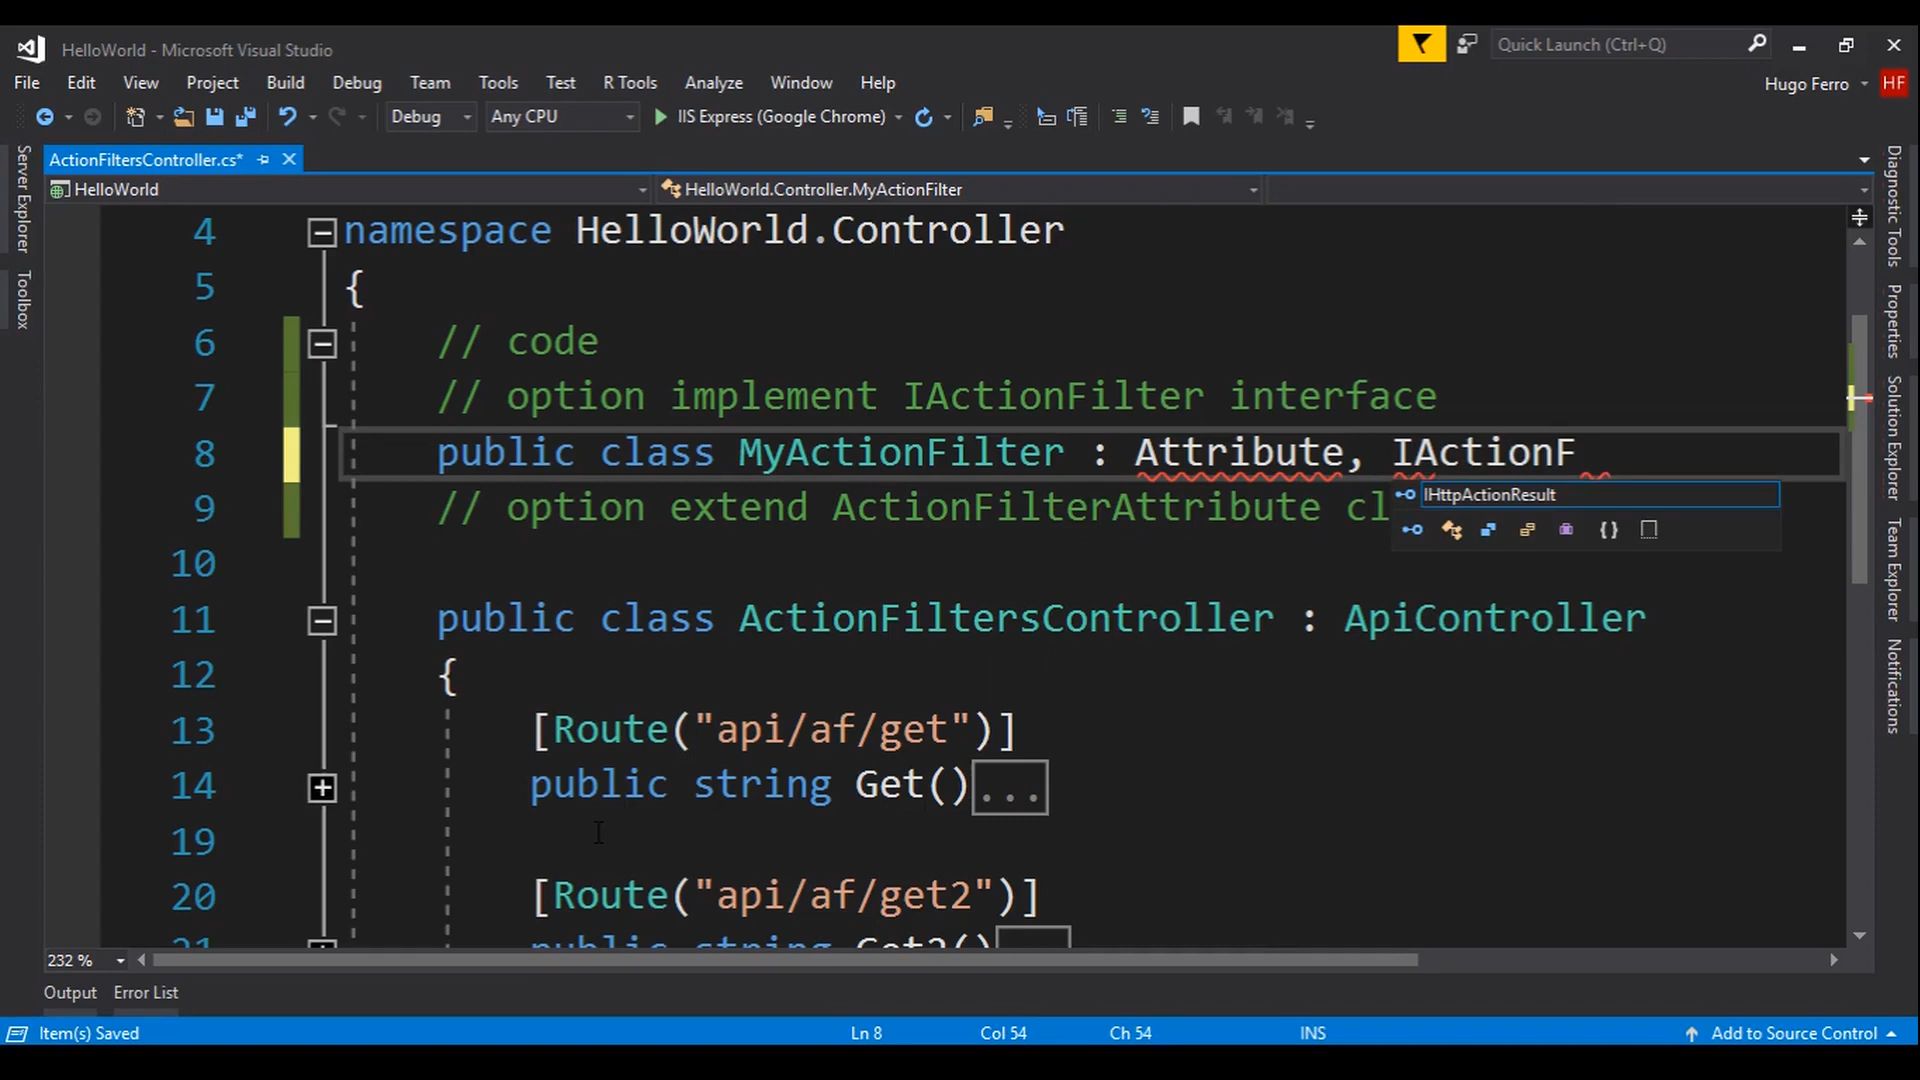 HelloWorld - Microsoft Visual Studio
Quick Launch (Ctrl+Q)
File Edit View Project Build Debug Team Tools Test R Tools Analyze Window Help
Hugo Ferro HF
Debug Any CPU IIS Express (Google Chrome)
ActionFiltersController.cs*
HelloWorld HelloWorld.Controller.MyActionFilter
Server Explorer
Toolbox
4 namespace HelloWorld.Controller
5 {
6 // code
7 // option implement IActionFilter interface
8 public class MyActionFilter : Attribute, IActionF
IHttpActionResult
9 // option extend ActionFilterAttribute cl
{}
10
11 public class ActionFiltersController : ApiController
12 {
13 [Route("api/af/get")]
14 public string Get()...
19
20 [Route("api/af/get2")]
21 public string Get2()
Diagnostic Tools
Properties
Solution Explorer
Team Explorer
Notifications
232 %
Output Error List
Item(s) Saved Ln 8 Col 54 Ch 54 INS Add to Source Control